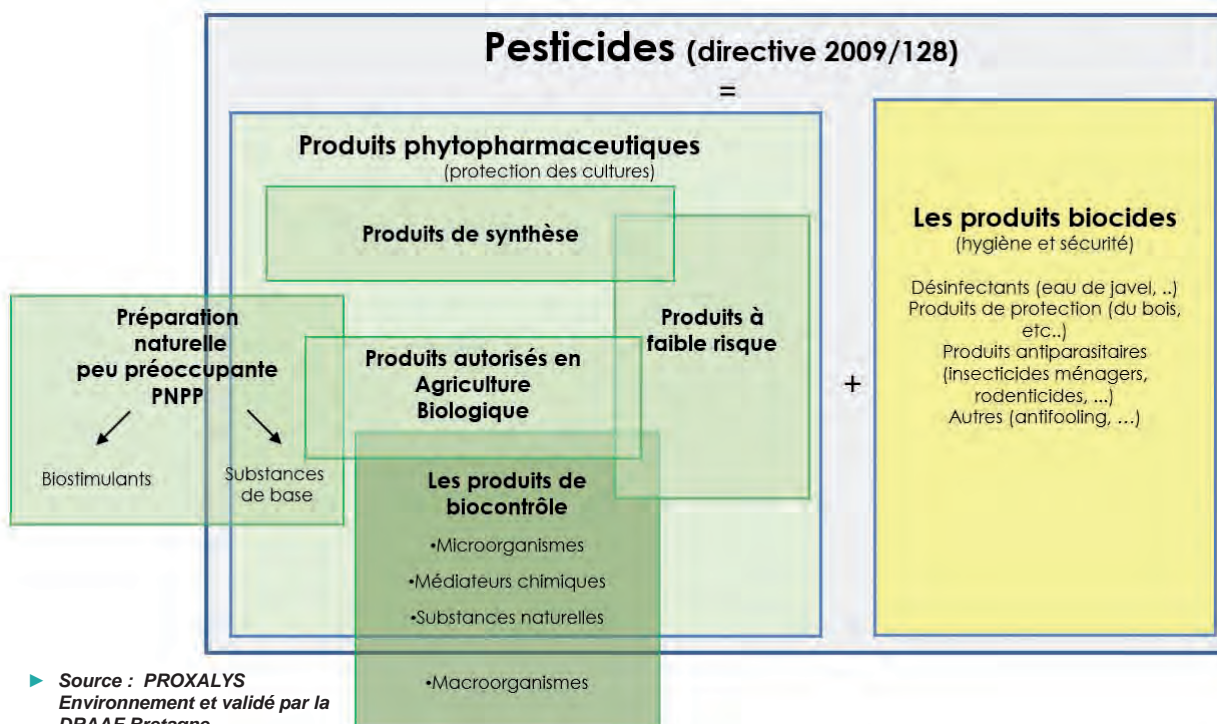 Pesticides (directive 2009/128)
=
Produits phytopharmaceutiques
(protection des cultures)
Produits de synthèse
Préparation
naturelle
peu préoccupante
PNPP
Biostimulants
Substances
de base
Produits autorisés en
Agriculture
Biologique
Produits à
faible risque
Les produits de
biocontrôle
•Microorganismes
•Médiateurs chimiques
•Substances naturelles
•Macroorganismes
+
Les produits biocides
(hygiène et sécurité)
Désinfectants (eau de javel, ..)
Produits de protection (du bois,
etc..)
Produits antiparasitaires
(insecticides ménagers,
rodenticides, ...)
Autres (antifooling, …)
► Source : PROXALYS
Environnement et validé par la
DRAAF Bretagne